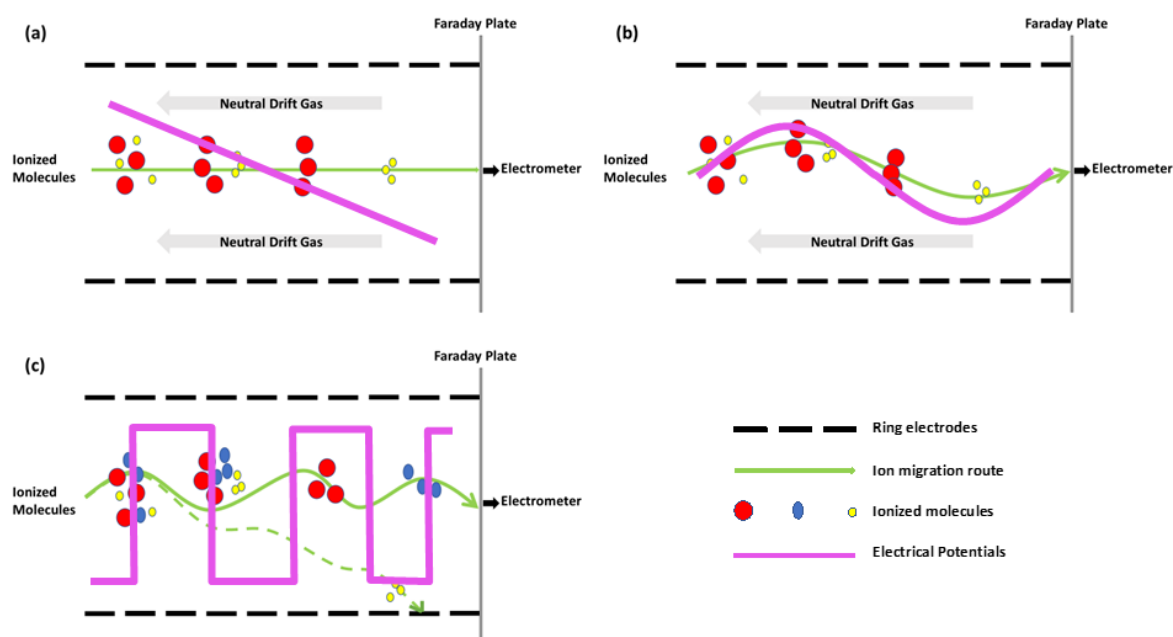 (a)
Faraday Plate
Neutral Drift Gas
Ionized
Molecules
Electrometer
Neutral Drift Gas
(b)
Faraday Plate
Neutral Drift Gas
Ionized
Molecules
Electrometer
Neutral Drift Gas
(c)
Faraday Plate
Ionized
Molecules
Electrometer
Ring electrodes
Ion migration route
Ionized molecules
Electrical Potentials